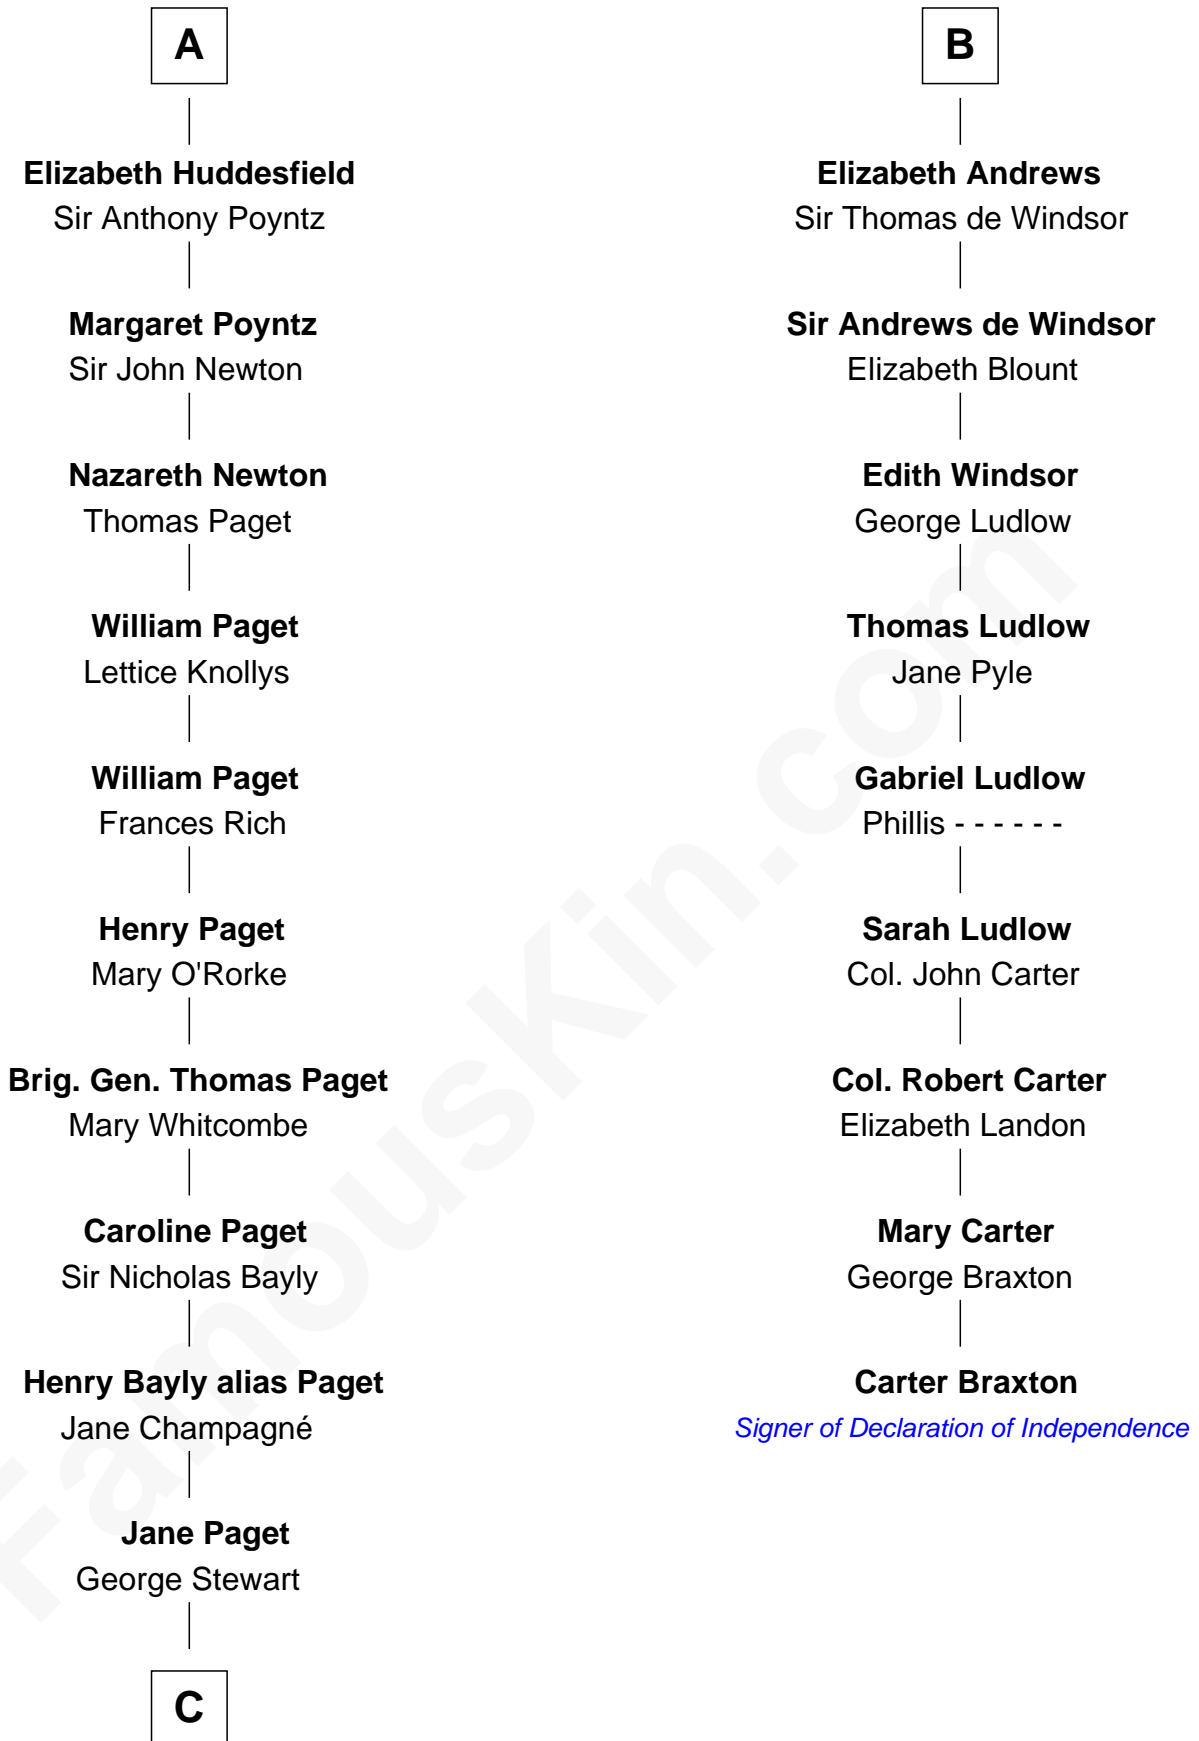 A
Elizabeth Huddesfield
Sir Anthony Poyntz
Margaret Poyntz
Sir John Newton
Nazareth Newton
Thomas Paget
William Paget
Lettice Knollys
William Paget
Frances Rich
Henry Paget
Mary O'Rorke
Brig. Gen. Thomas Paget
Mary Whitcombe
Caroline Paget
Sir Nicholas Bayly
Henry Bayly alias Paget
Jane Champagné
Jane Paget
George Stewart
C
B
Elizabeth Andrews
Sir Thomas de Windsor
Sir Andrews de Windsor
Elizabeth Blount
Edith Windsor
George Ludlow
Thomas Ludlow
Jane Pyle
Gabriel Ludlow
Phillis - - - - - -
Sarah Ludlow
Col. John Carter
Col. Robert Carter
Elizabeth Landon
Mary Carter
George Braxton
Carter Braxton
Signer of Declaration of Independence
FamousKin.com